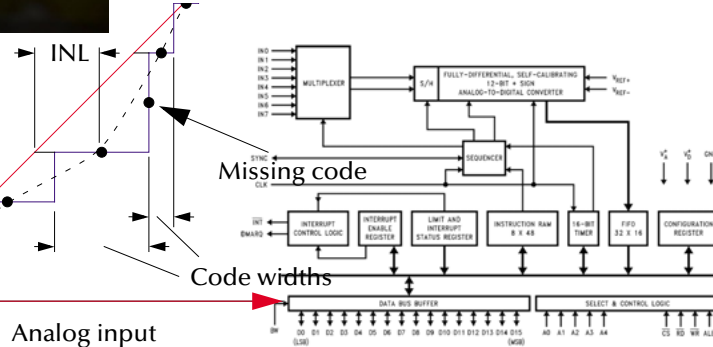 INL
Missing code
Code widths
Analog input
IN0
IN1
IN2
IN3
IN4
IN5
IN6
IN7
MULTIPLEXER
S/H
FULLY-DIFFERENTIAL, SELF-CALIBRATING
12-BIT + SIGN
ANALOG-TO-DIGITAL CONVERTER
VREF+
VREF−
SYNC
SEQUENCER
CLK
VA+ VD+
INT
DMARQ
INTERRUPT
CONTROL LOGIC
INTERRUPT
ENABLE
REGISTER
LIMIT AND
INTERRUPT
STATUS REGISTER
INSTRUCTION RAM
8 X 48
16-BIT
TIMER
FIFO
32 X 16
CONFIGURATION
REGISTER
DATA BUS BUFFER
SELECT & CONTROL LOGIC
BW
D0 D1 D2 D3 D4 D5 D6 D7 D8 D9 D10 D11 D12 D13 D14 D15
(LSB) (MSB)
A0 A1 A2 A3 A4
CS RD WR